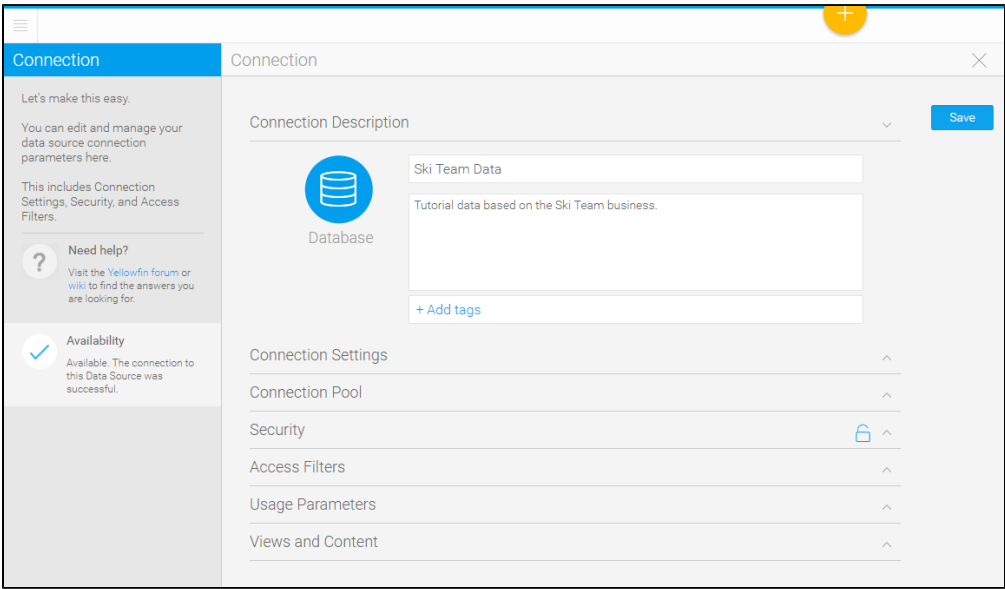 Connection
Connection
Let's make this easy.
You can edit and manage your
data source connection
parameters here.
This includes Connection
Settings, Security, and Access
Filters.
Need help?
Visit the Yellowfin forum or
wiki to find the answers you
are looking for.
Availability
Available. The connection to
this Data Source was
successful.
Connection Description
Save
Ski Team Data
Tutorial data based on the Ski Team business.
Database
+ Add tags
Connection Settings
Connection Pool
Security
Access Filters
Usage Parameters
Views and Content